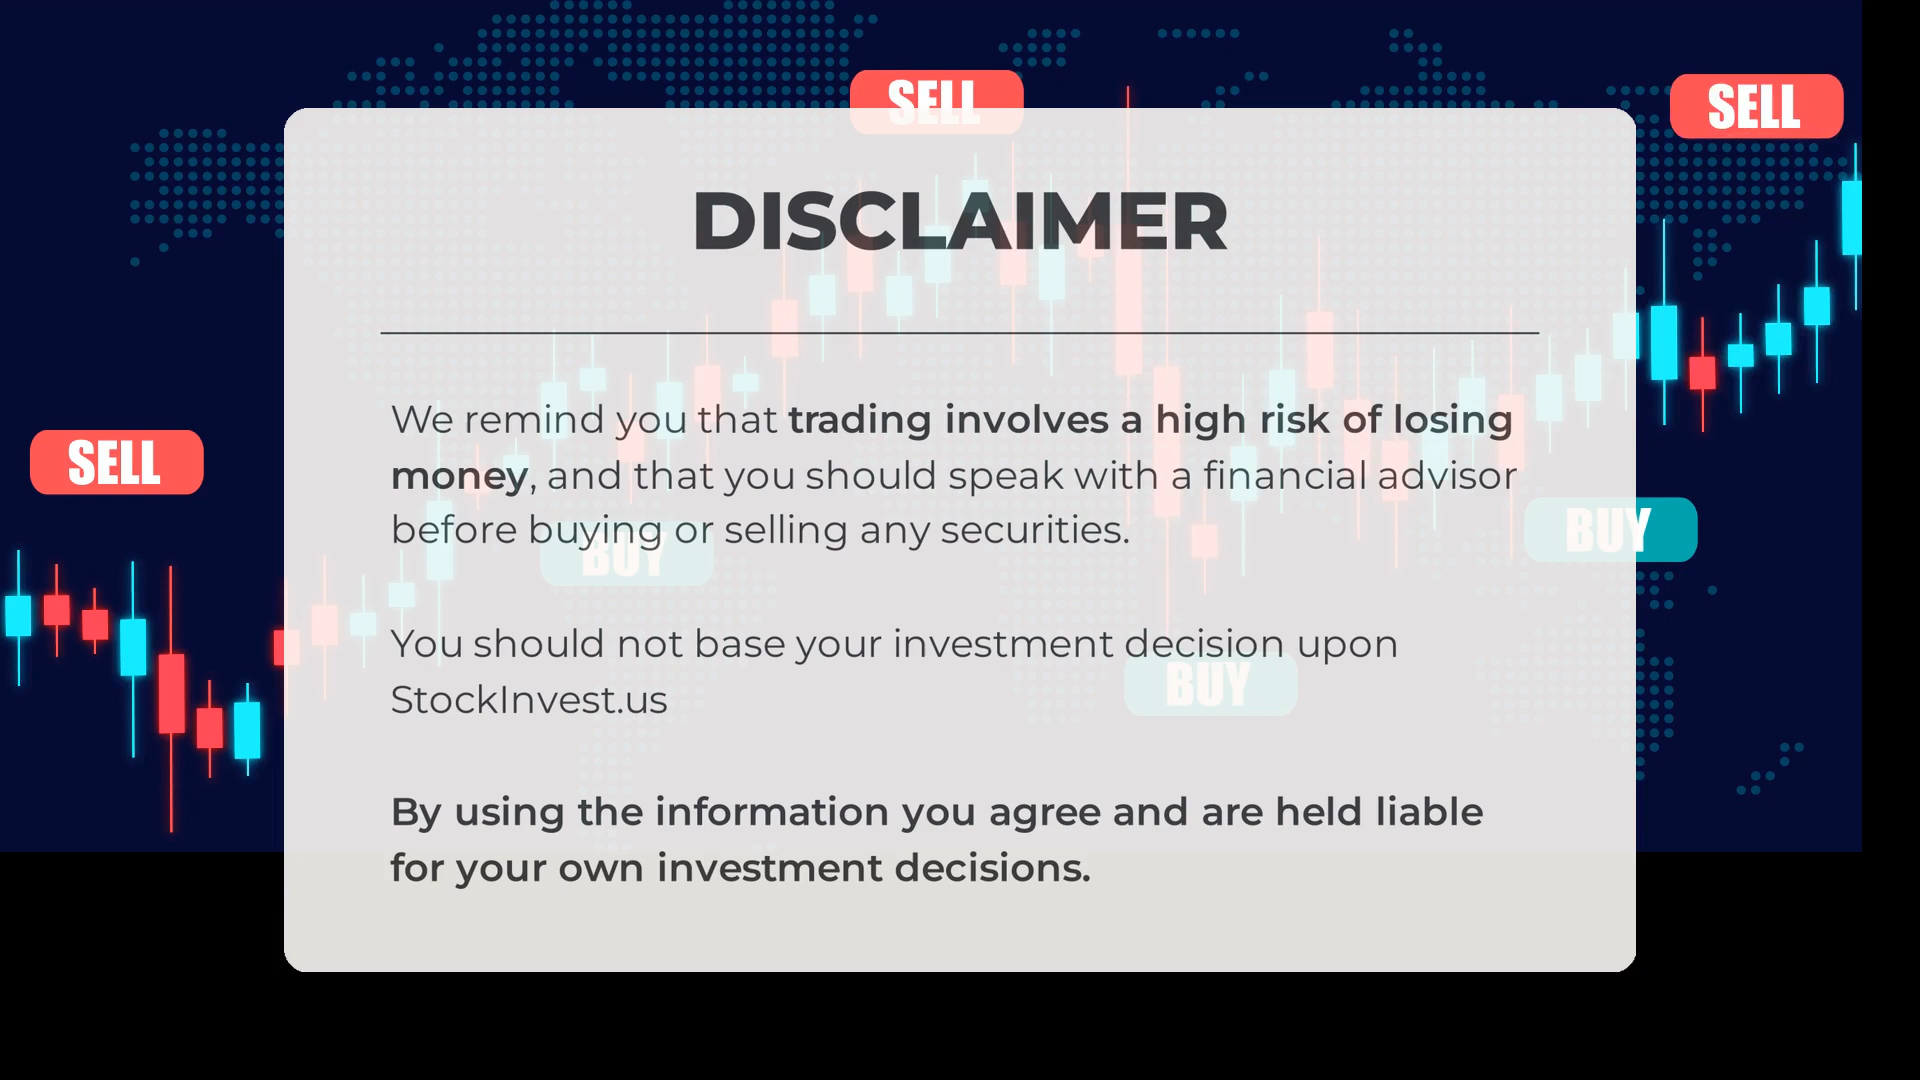 SELL
SELL
DISCLAIMER
We remind you that trading involves a high risk of losing
money, and that you should speak with a financial advisor
before buying or selling any securities.
SELL
BUY
BUY
You should not base your investment decision upon
StockInvest.us
BUY
By using the information you agree and are held liable
for your own investment decisions.